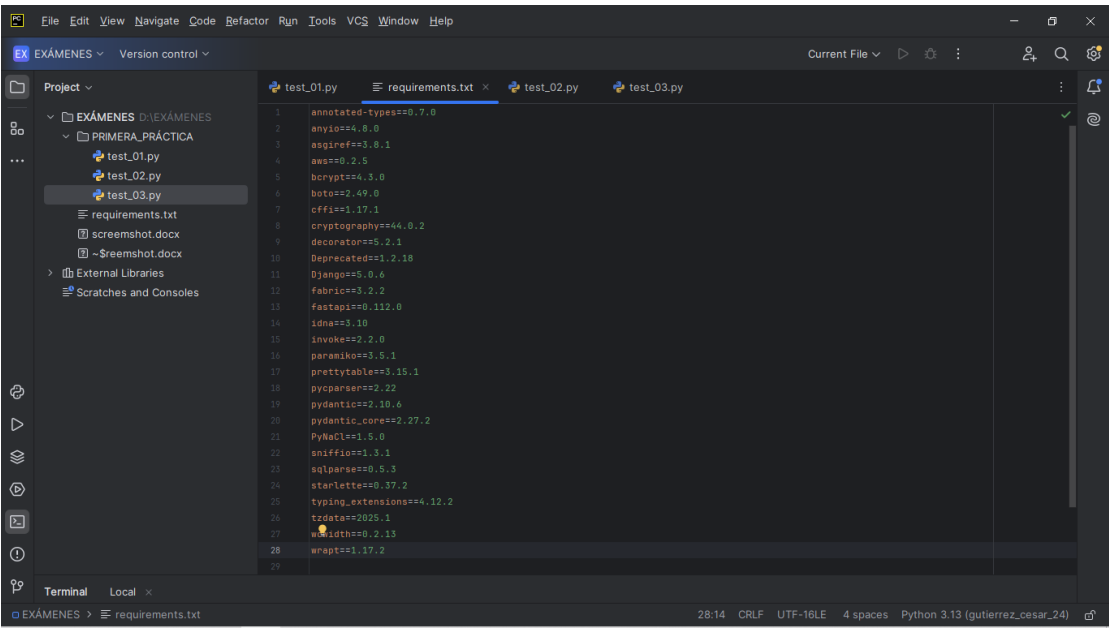 PC File Edit View Navigate Code Refactor Run Tools VCS Window Help
EX EXÁMENES Version control Current File
Project test_01.py requirements.txt test_02.py test_03.py
EXÁMENES D:\EXÁMENES
PRIMERA_PRÁCTICA
test_01.py
test_02.py
test_03.py
requirements.txt
screemshot.docx
~$reemshot.docx
External Libraries
Scratches and Consoles
1 annotated-types==0.7.0
2 anyio==4.8.0
3 asgiref==3.8.1
4 aws==0.2.5
5 bcrypt==4.3.0
6 boto==2.49.0
7 cffi==1.17.1
8 cryptography==44.0.2
9 decorator==5.2.1
10 Deprecated==1.2.18
11 Django==5.0.6
12 fabric==3.2.2
13 fastapi==0.112.0
14 idna==3.10
15 invoke==2.2.0
16 paramiko==3.5.1
17 prettytable==3.15.1
18 pycparser==2.22
19 pydantic==2.10.6
20 pydantic_core==2.27.2
21 PyNaCl==1.5.0
22 sniffio==1.3.1
23 sqlparse==0.5.3
24 starlette==0.37.2
25 typing_extensions==4.12.2
26 tzdata==2025.1
27 wcwidth==0.2.13
28 wrapt==1.17.2
29
Terminal Local
EXÁMENES > requirements.txt 28:14 CRLF UTF-16LE 4 spaces Python 3.13 (gutierrez_cesar_24)